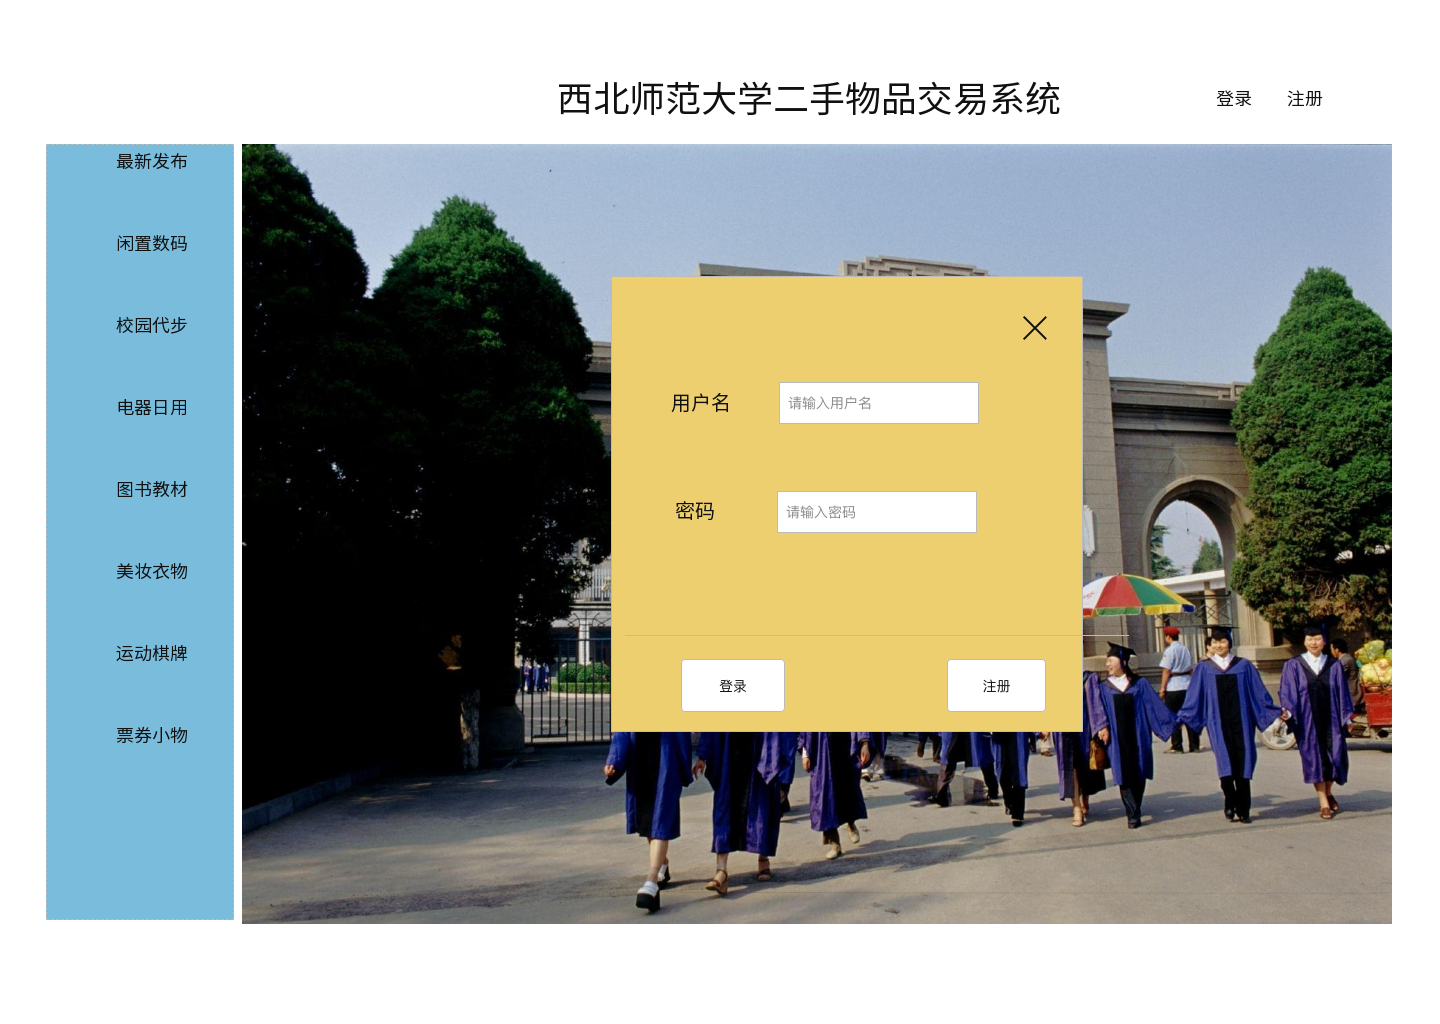 西北师范大学二手物品交易系统
登录 注册
最新发布
闲置数码
校园代步
电器日用
图书教材
美妆衣物
运动棋牌
票券小物
用户名 请输入用户名
密码 请输入密码
登录 注册